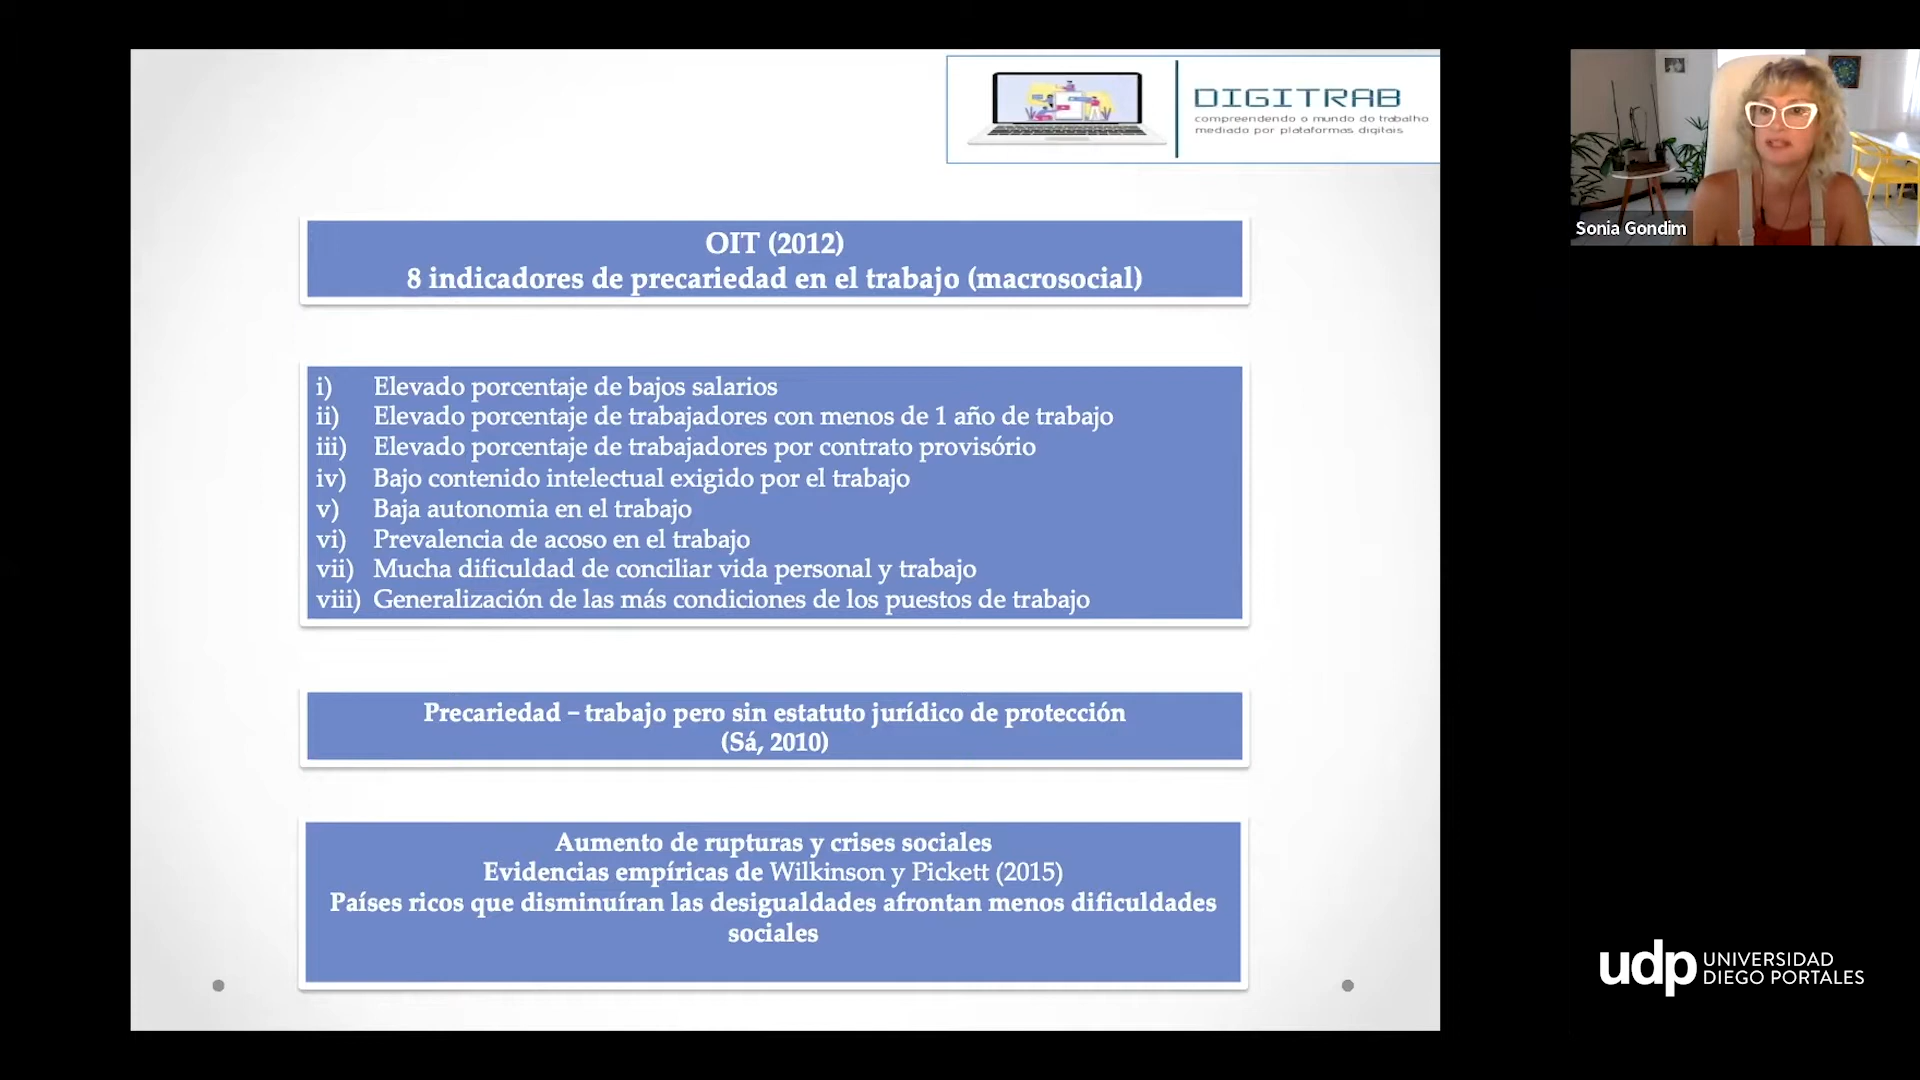 DIGITRAB
compreendendo o mundo do trabalho
mediado por plataformas digitais
OIT (2012)
8 indicadores de precariedad en el trabajo (macrosocial)
i) Elevado porcentaje de bajos salarios
ii) Elevado porcentaje de trabajadores con menos de 1 año de trabajo
iii) Elevado porcentaje de trabajadores por contrato provisório
iv) Bajo contenido intelectual exigido por el trabajo
v) Baja autonomia en el trabajo
vi) Prevalencia de acoso en el trabajo
vii) Mucha dificuldad de conciliar vida personal y trabajo
viii) Generalización de las más condiciones de los puestos de trabajo
Precariedad – trabajo pero sin estatuto jurídico de protección
(Sá, 2010)
Aumento de rupturas y crises sociales
Evidencias empíricas de Wilkinson y Pickett (2015)
Países ricos que disminuíran las desigualdades afrontan menos dificuldades
sociales
Sonia Gondim
udp UNIVERSIDAD
DIEGO PORTALES